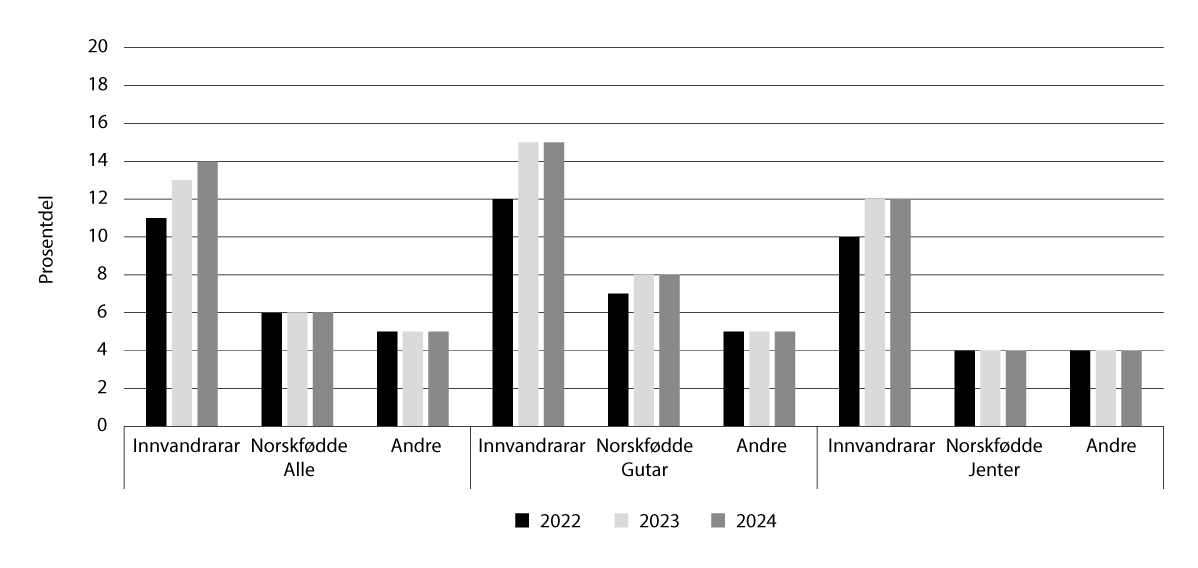 20
18
16
14
12
10
8
6
4
2
0
Prosentdel
Innvandrarar Norskfødde Andre Innvandrarar Norskfødde Andre Innvandrarar Norskfødde Andre
Alle Gutar Jenter
2022 2023 2024